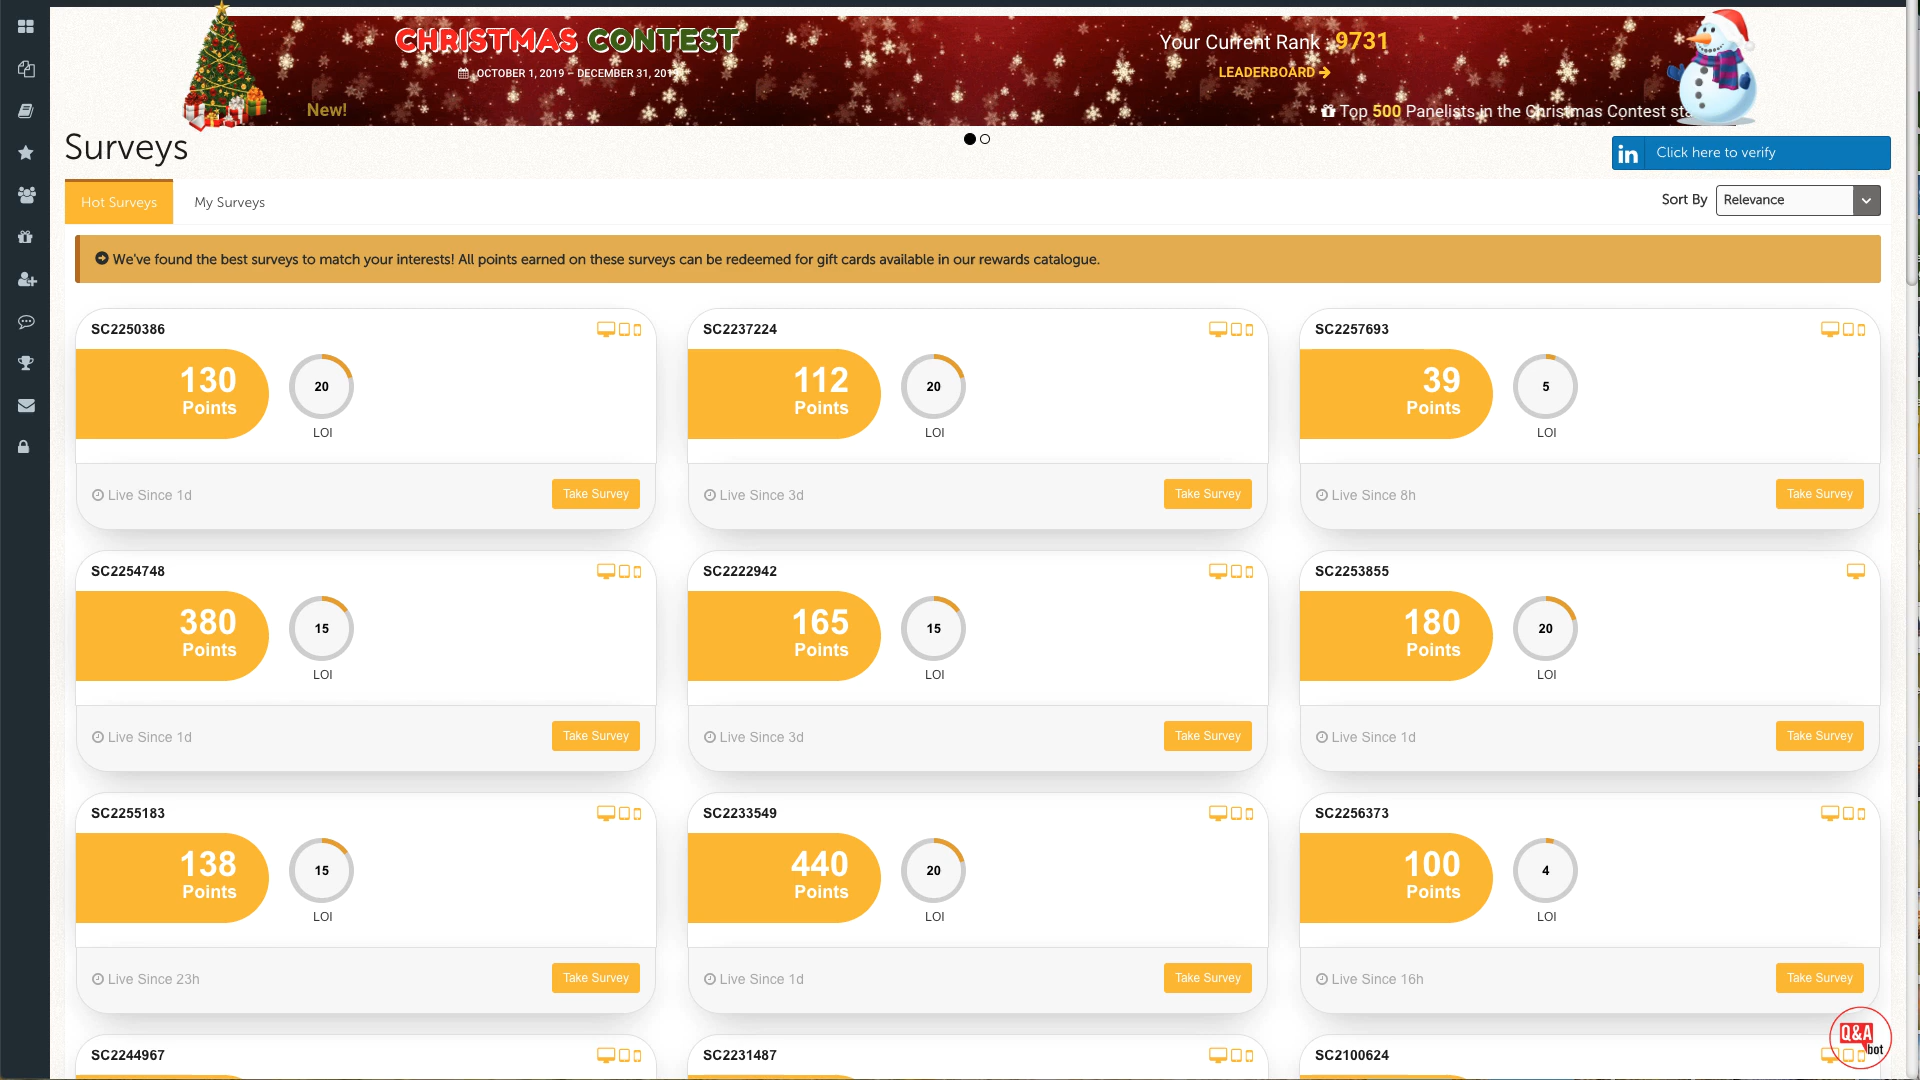 CHRISTMAS CONTEST
OCTOBER 1, 2019 – DECEMBER 31, 201
New!
Your Current Rank : 9731
LEADERBOARD
* Top 500 Panelists in the Christmas Contest sta
Surveys
in Click here to verify
Hot Surveys
My Surveys
Sort By Relevance
We've found the best surveys to match your interests! All points earned on these surveys can be redeemed for gift cards available in our rewards catalogue.
SC2250386
130
Points
20
LOI
Live Since 1d
Take Survey
SC2237224
112
Points
20
LOI
Live Since 3d
Take Survey
SC2257693
39
Points
5
LOI
Live Since 8h
Take Survey
SC2254748
380
Points
15
LOI
Live Since 1d
Take Survey
SC2222942
165
Points
15
LOI
Live Since 3d
Take Survey
SC2253855
180
Points
20
LOI
Live Since 1d
Take Survey
SC2255183
138
Points
15
LOI
Live Since 23h
Take Survey
SC2233549
440
Points
20
LOI
Live Since 1d
Take Survey
SC2256373
100
Points
4
LOI
Live Since 16h
Take Survey
SC2244967
SC2231487
SC2100624
Q&A
bot